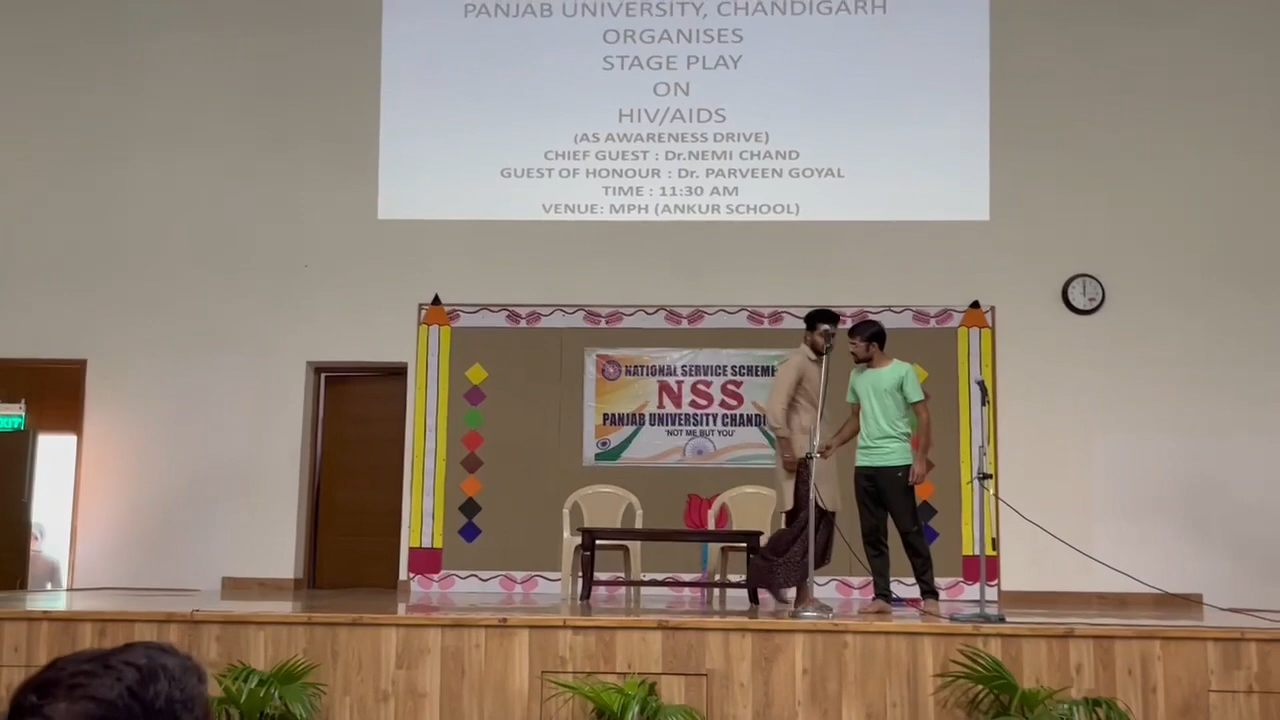 PANJAB UNIVERSITY, CHANDIGARH
ORGANISES
STAGE PLAY
ON
HIV/AIDS
(AS AWARENESS DRIVE)
CHIEF GUEST : Dr.NEMI CHAND
GUEST OF HONOUR : Dr. PARVEEN GOYAL
TIME : 11:30 AM
VENUE: MPH (ANKUR SCHOOL)
NATIONAL SERVICE SCHEME
NSS
PANJAB UNIVERSITY CHANDI
'NOT ME BUT YOU'
EXIT